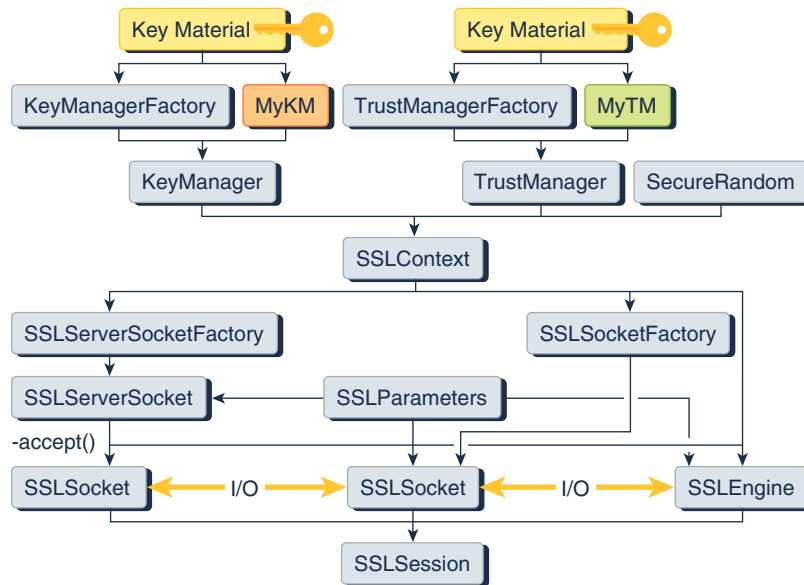 Key Material
Key Material
KeyManagerFactory
MyKM
TrustManagerFactory
MyTM
KeyManager
TrustManager
SecureRandom
SSLContext
SSLServerSocketFactory
SSLSocketFactory
SSLServerSocket
SSLParameters
-accept()
SSLSocket
I/O
SSLSocket
I/O
SSLEngine
SSLSession